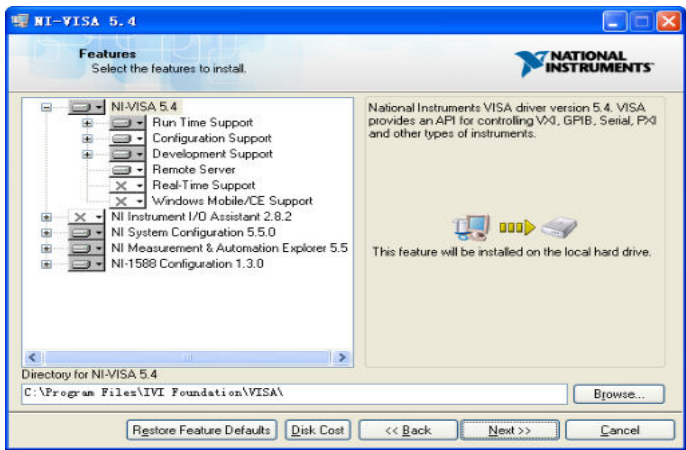 NI-VISA 5.4
Features
Select the features to install.
NATIONAL
INSTRUMENTS
NI-VISA 5.4
Run Time Support
Configuration Support
Development Support
Remote Server
Real-Time Support
Windows Mobile/CE Support
NI Instrument I/O Assistant 2.8.2
NI System Configuration 5.5.0
NI Measurement & Automation Explorer 5.5
NI-1588 Configuration 1.3.0
National Instruments VISA driver version 5.4. VISA
provides an API for controlling VXI, GPIB, Serial, PXI
and other types of instruments.
This feature will be installed on the local hard drive.
Directory for NI-VISA 5.4
C:\Program Files\IVI Foundation\VISA\
Browse...
Restore Feature Defaults
Disk Cost
<< Back
Next >>
Cancel